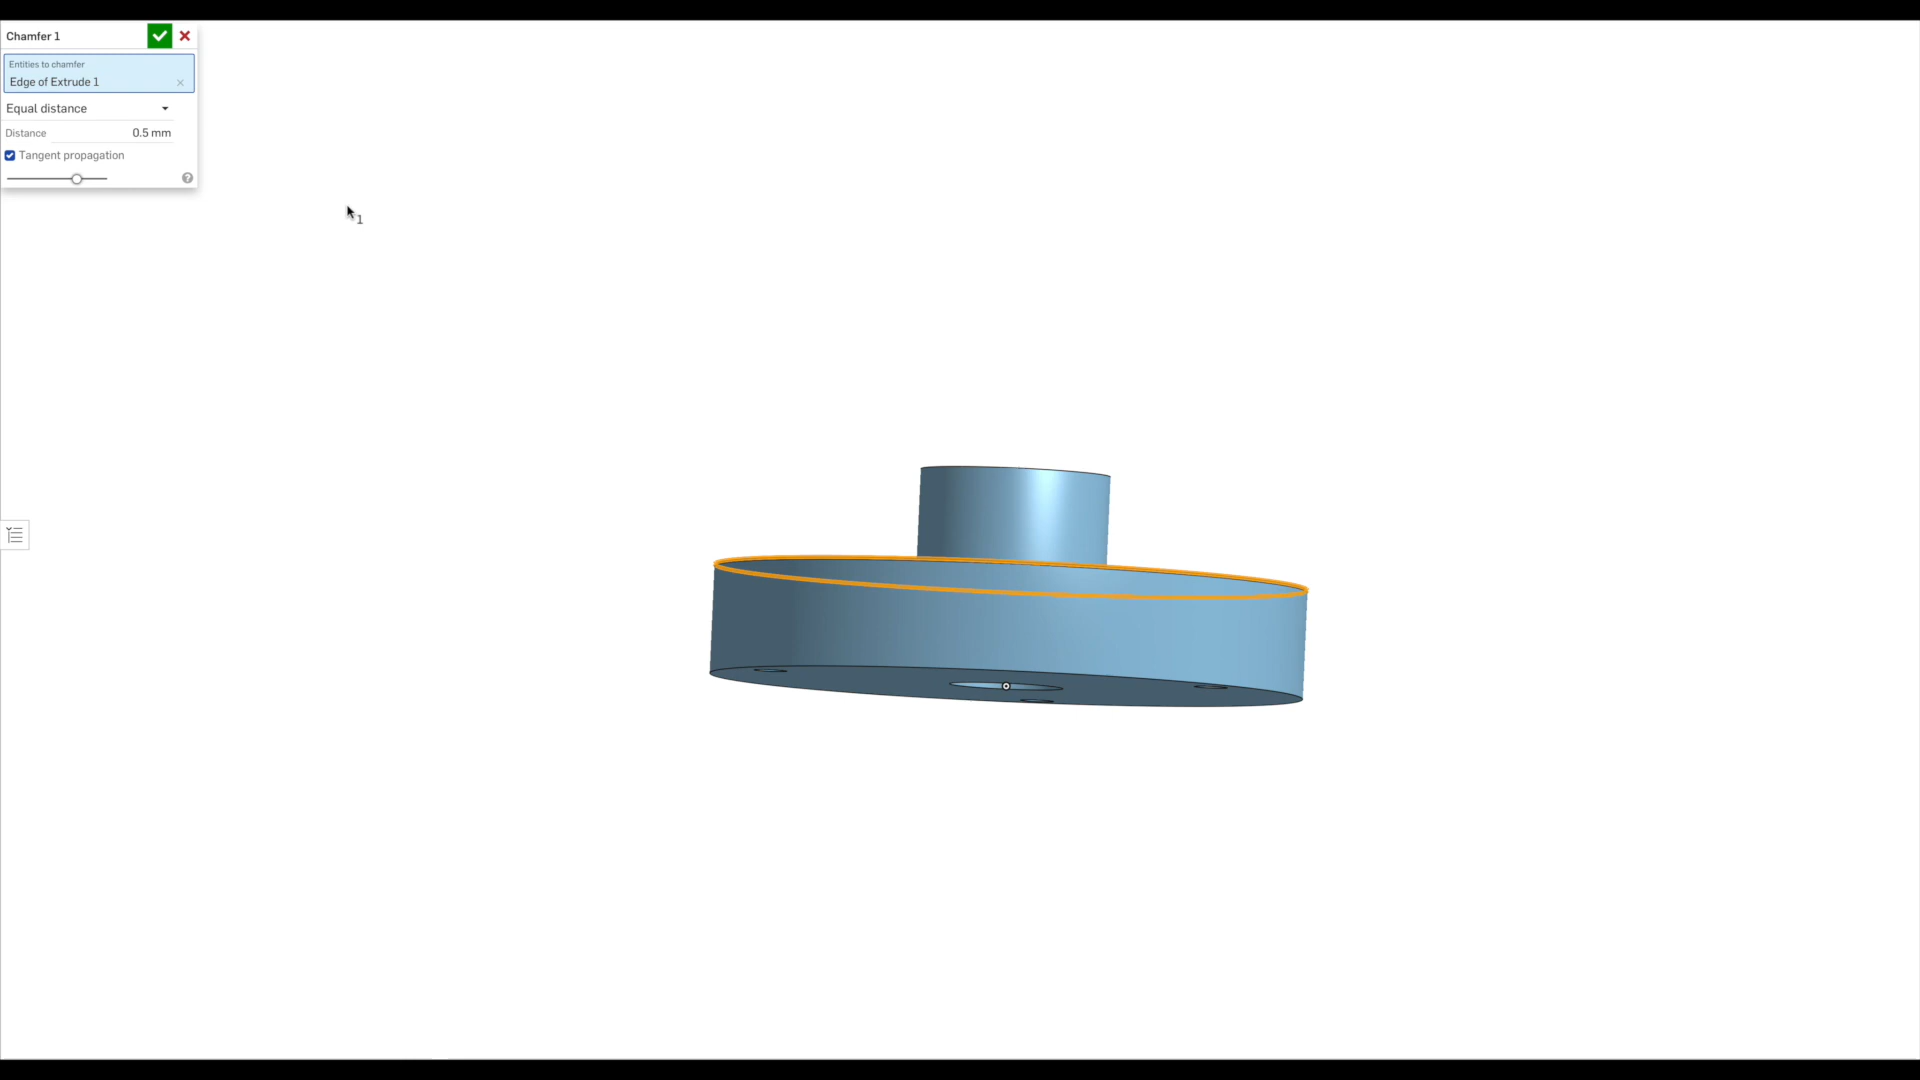 Chamfer 1
Entities to chamfer
Edge of Extrude 1
Equal distance
Distance 0.5 mm
Tangent propagation
1